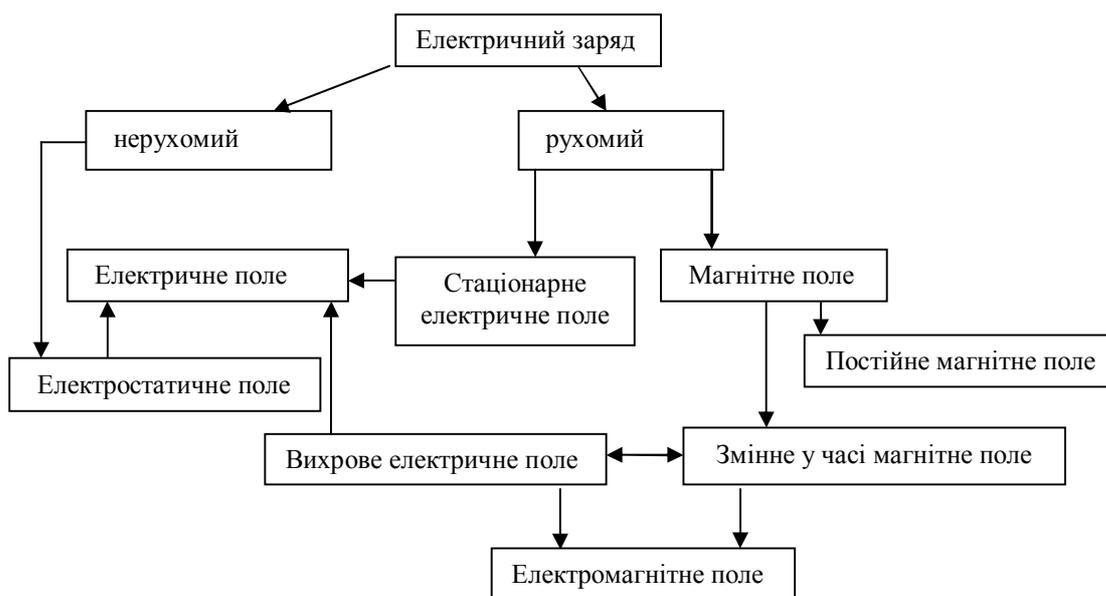 Електричний заряд
нерухомий
рухомий
Електричне поле
Стаціонарне
електричне поле
Магнітне поле
Постійне магнітне поле
Електростатичне поле
Вихрове електричне поле
Змінне у часі магнітне поле
Електромагнітне поле